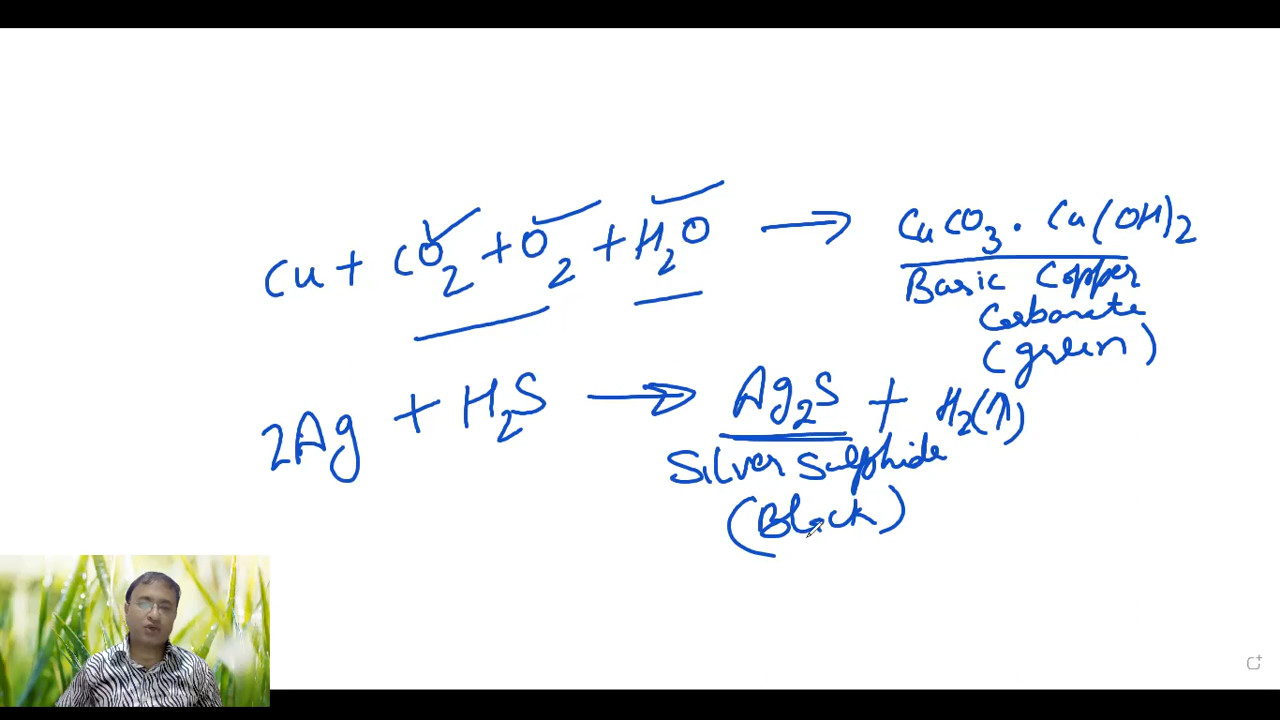 Cu + CO2 + O2 + H2O → CuCO3 . Cu(OH)2
Basic Copper
Carbonate
(green)
2Ag + H2S → Ag2S + H2(↑)
Silver Sulphide
(Black)